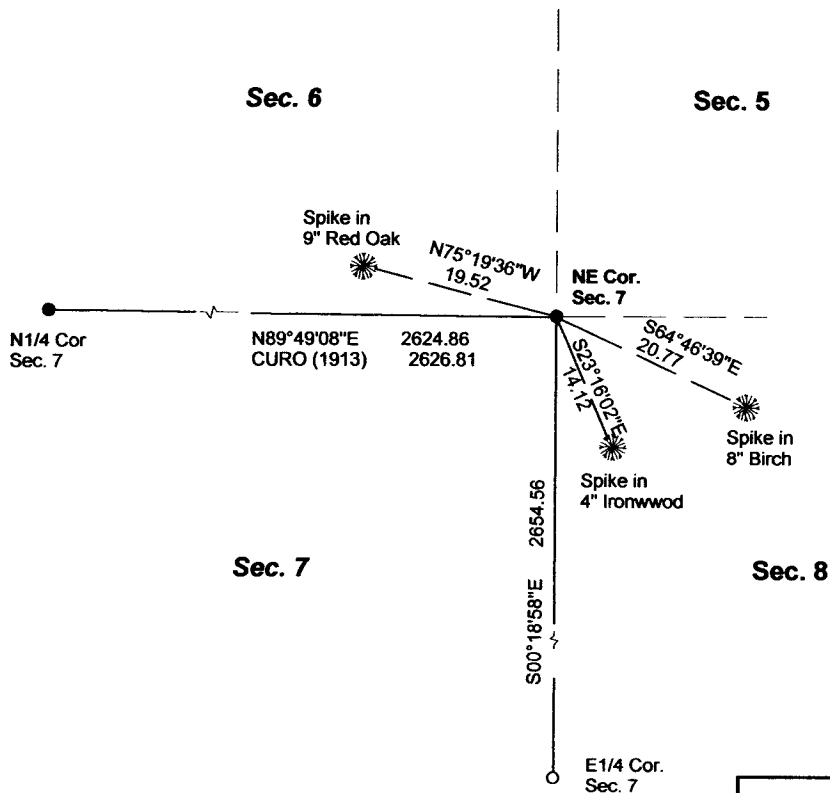 Sec. 6
Sec. 5
Spike in
9" Red Oak
N75°19'36"W
19.52
NE Cor.
Sec. 7
N1/4 Cor
Sec. 7
N89°49'08"E 2624.86
CURO (1913) 2626.81
S64°46'39"E
20.77
S23°16'02"E
14.12
Spike in
8" Birch
Spike in
4" Ironwwod
S00°18'58"E 2654.56
Sec. 7
Sec. 8
E1/4 Cor.
Sec. 7